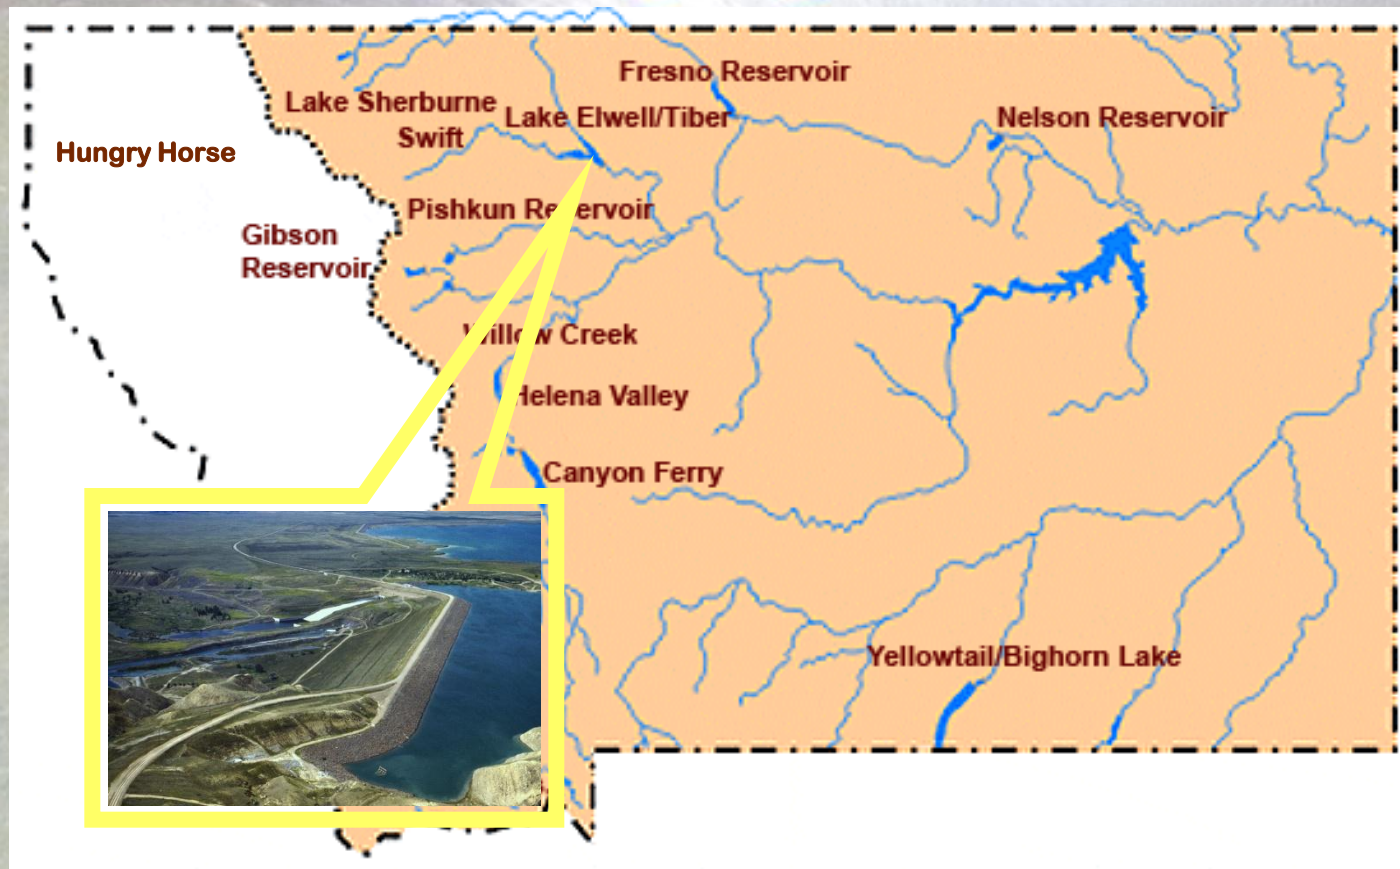 Fresno Reservoir
Lake Sherburne
Swift
Lake Elwell/Tiber
Nelson Reservoir
Hungry Horse
Pishkun Reservoir
Gibson
Reservoir
Willow Creek
Helena Valley
Canyon Ferry
Yellowtail/Bighorn Lake